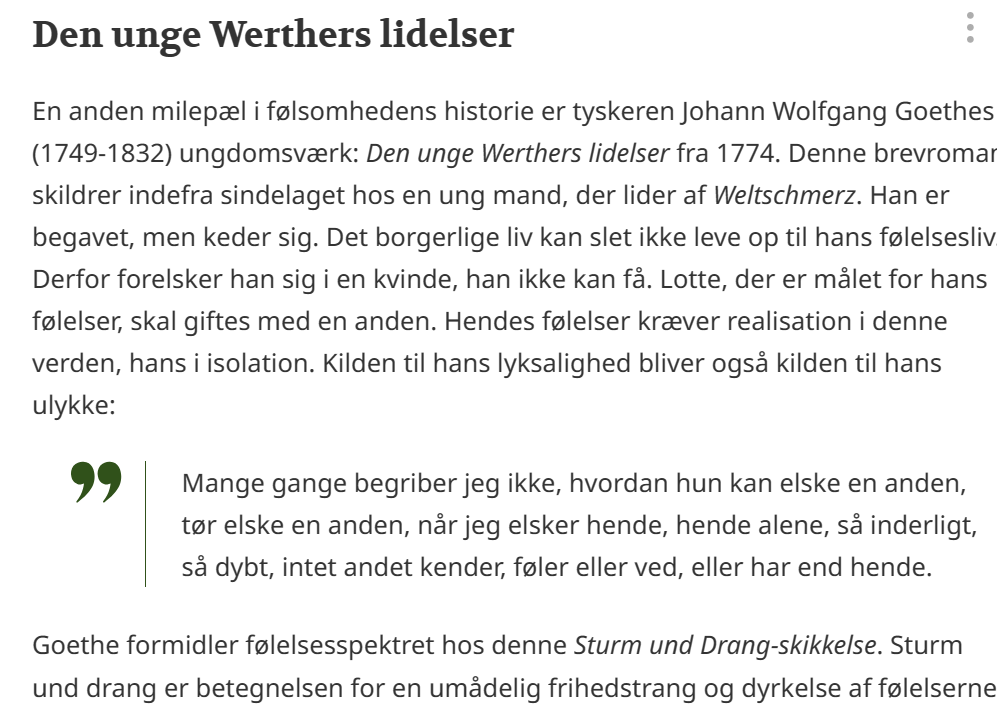 Den unge Werthers lidelser
En anden milepæl i følsomhedens historie er tyskeren Johann Wolfgang Goethes
(1749-1832) ungdomsværk: Den unge Werthers lidelser fra 1774. Denne brevroman
skildrer indefra sindelaget hos en ung mand, der lider af Weltschmerz. Han er
begavet, men keder sig. Det borgerlige liv kan slet ikke leve op til hans følelsesliv.
Derfor forelsker han sig i en kvinde, han ikke kan få. Lotte, der er målet for hans
følelser, skal giftes med en anden. Hendes følelser kræver realisation i denne
verden, hans i isolation. Kilden til hans lyksalighed bliver også kilden til hans
ulykke:
Mange gange begriber jeg ikke, hvordan hun kan elske en anden,
tør elske en anden, når jeg elsker hende, hende alene, så inderligt,
så dybt, intet andet kender, føler eller ved, eller har end hende.
Goethe formidler følelsesspektret hos denne Sturm und Drang-skikkelse. Sturm
und drang er betegnelsen for en umådelig frihedstrang og dyrkelse af følelserne